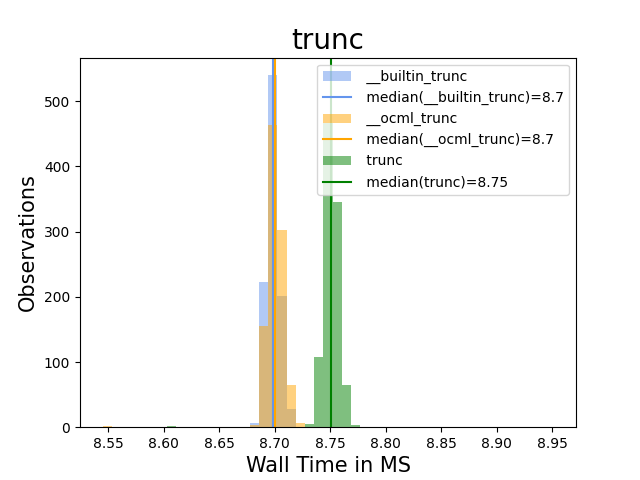 trunc
__builtin_trunc
median(__builtin_trunc)=8.7
__ocml_trunc
median(__ocml_trunc)=8.7
trunc
median(trunc)=8.75
Observations
500
400
300
200
100
0
8.55 8.60 8.65 8.70 8.75 8.80 8.85 8.90 8.95
Wall Time in MS